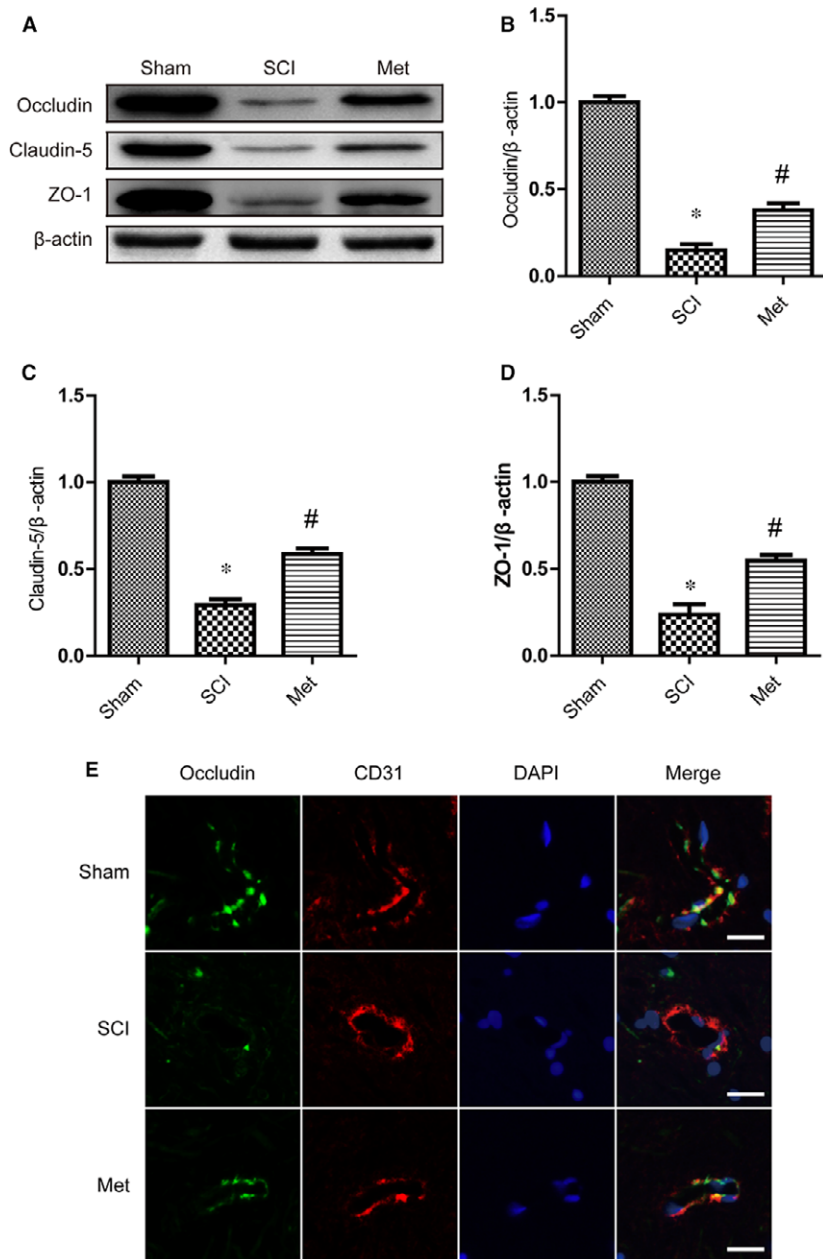 A
Sham SCI Met
Occludin
Claudin-5
ZO-1
β-actin
B
Occludin/β -actin
1.5
1.0
0.5
0.0
*
#
Sham
SCI
Met
C
Claudin-5/β -actin
1.5
1.0
0.5
0.0
*
#
Sham
SCI
Met
D
ZO-1/β -actin
1.5
1.0
0.5
0.0
*
#
Sham
SCI
Met
E
Occludin CD31 DAPI Merge
Sham
SCI
Met